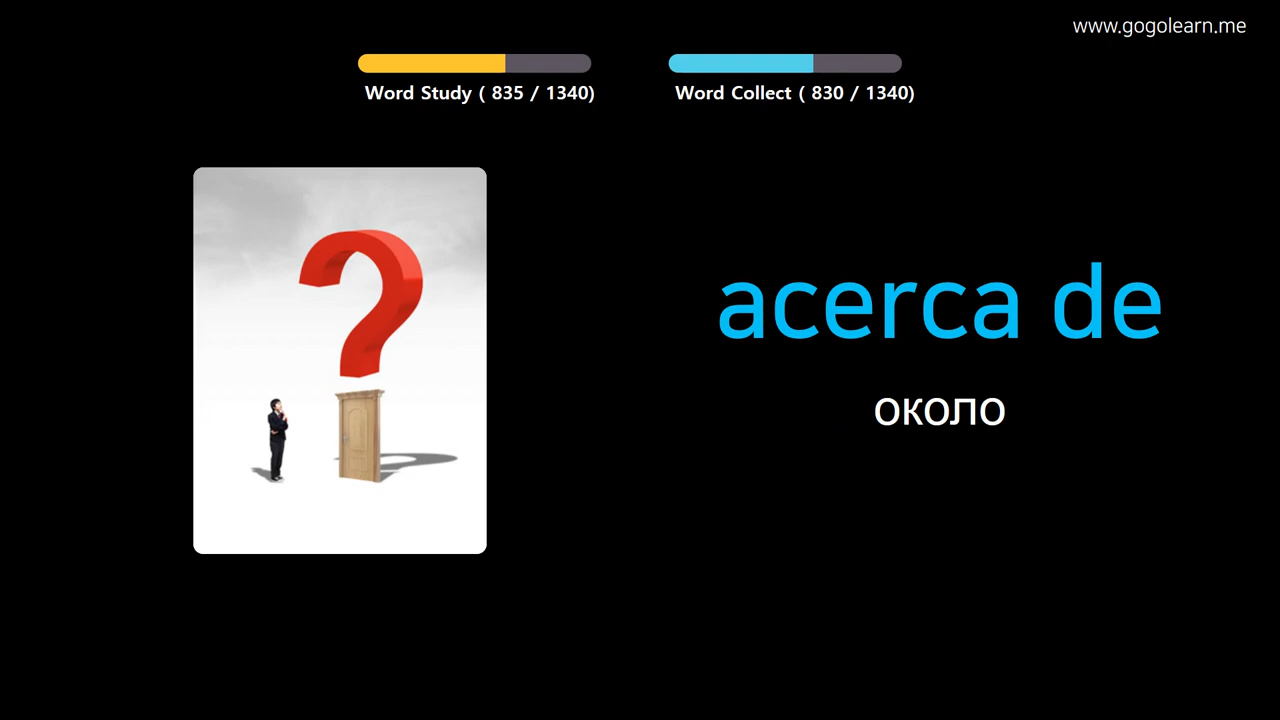 www.gogolearn.me
Word Study ( 835 / 1340)
Word Collect ( 830 / 1340)
acerca de
около